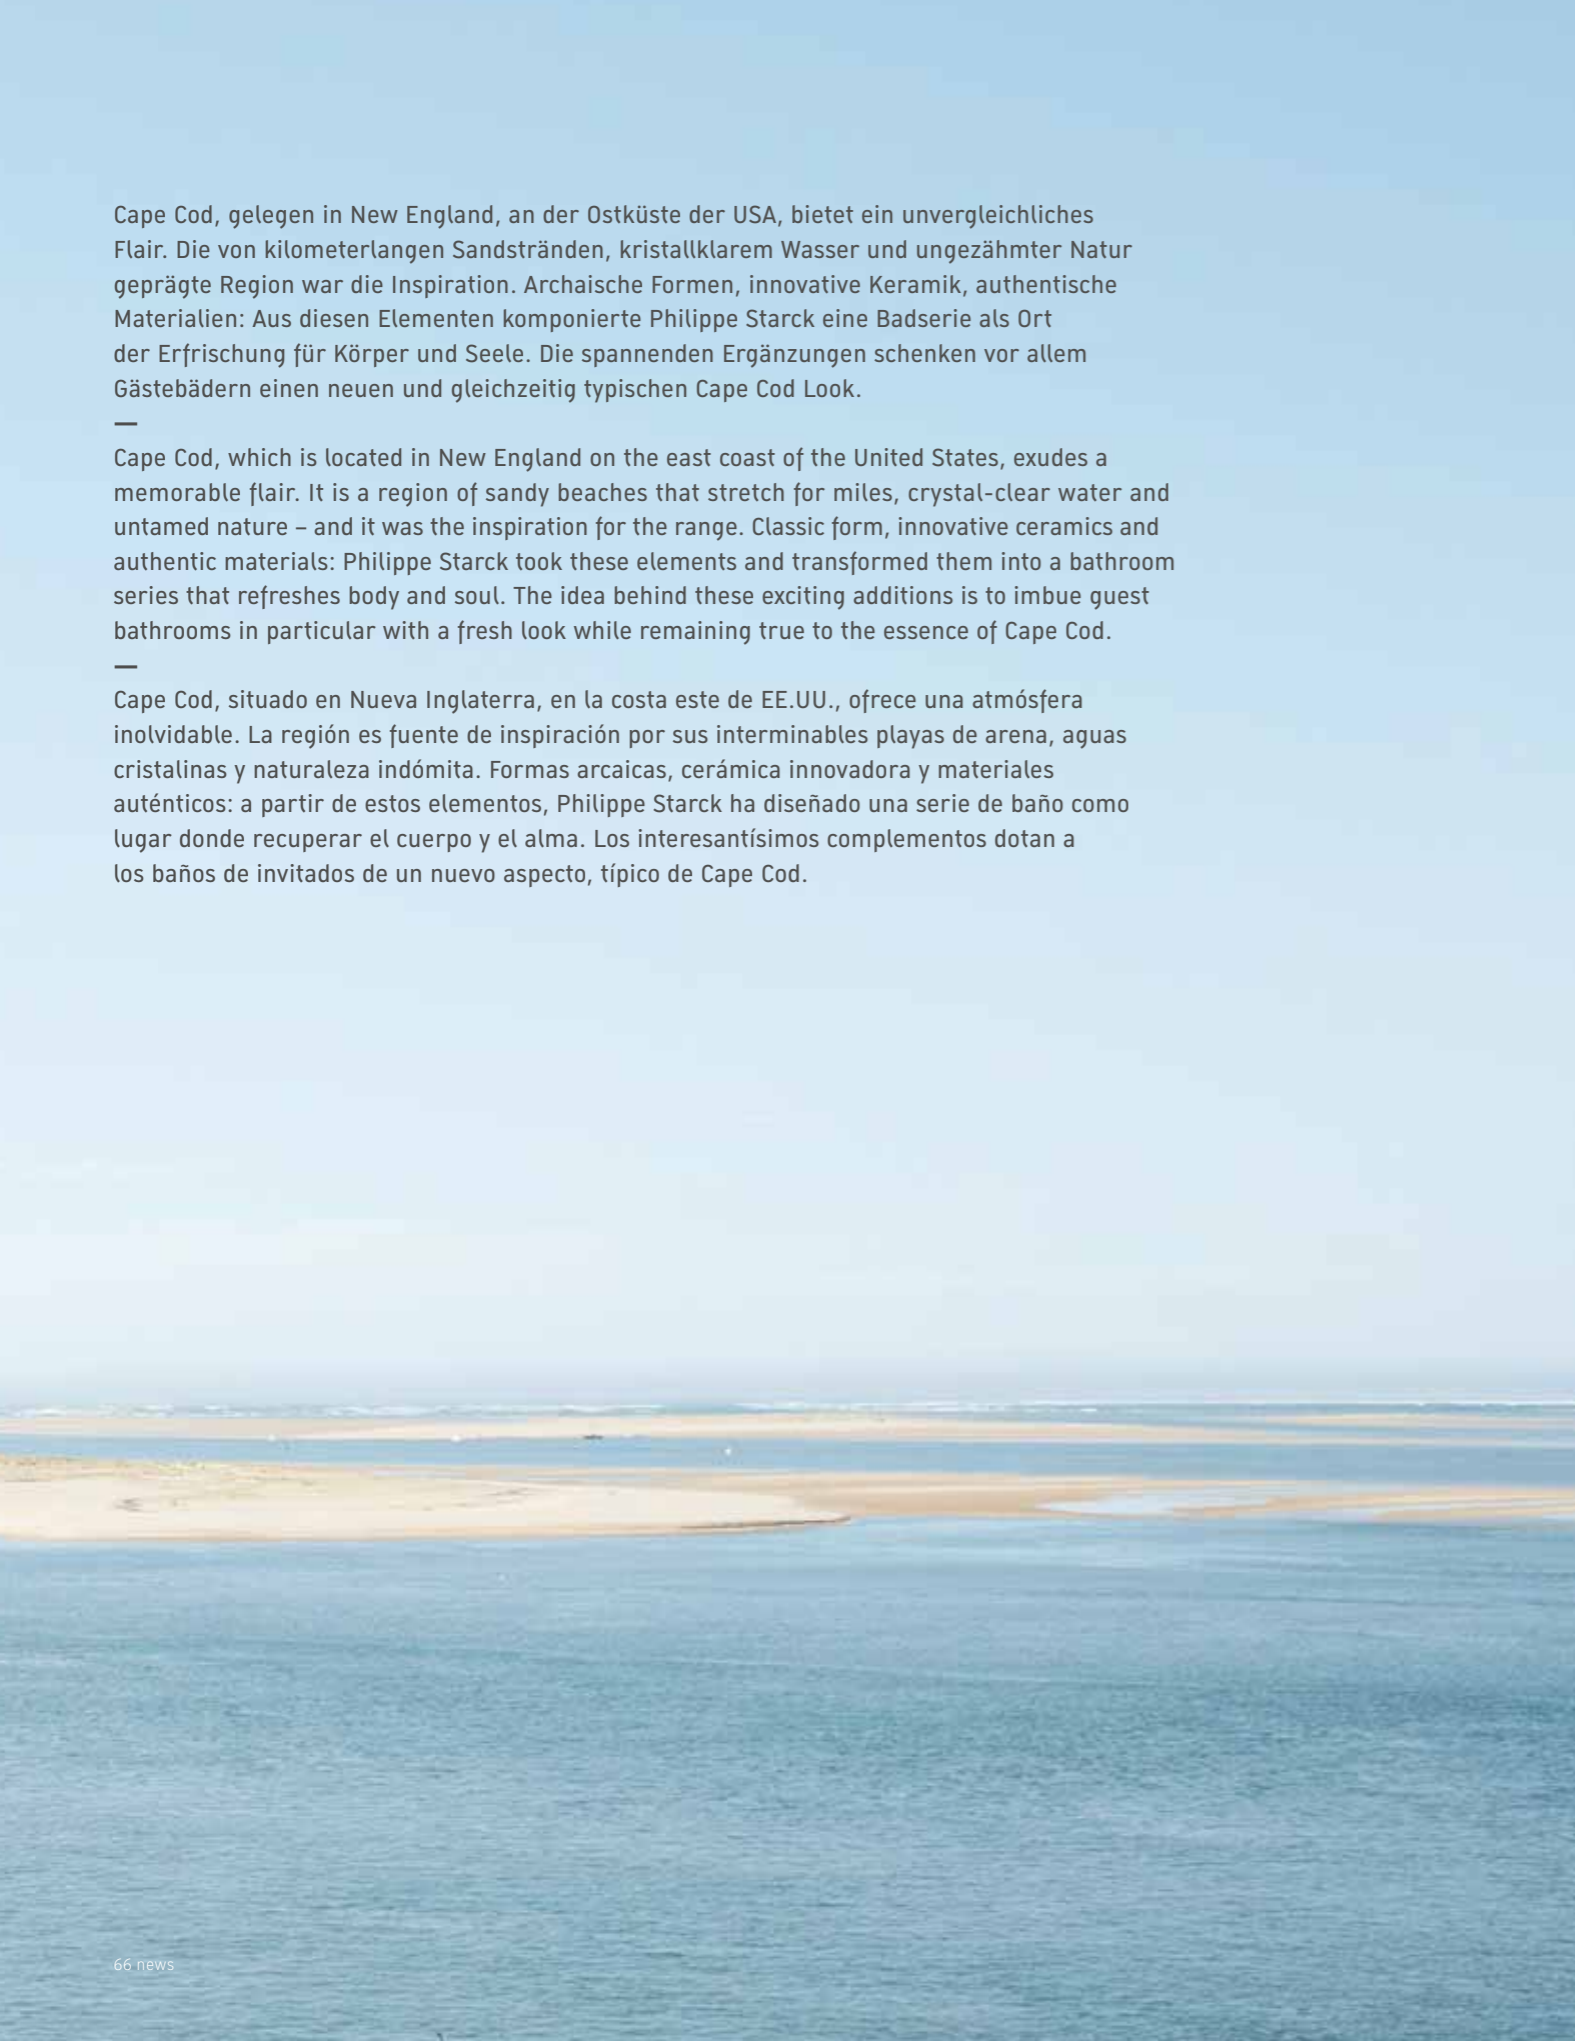 Cape Cod, gelegen in New England, an der Ostküste der USA, bietet ein unvergleichliches
Flair. Die von kilometerlangen Sandstränden, kristallklarem Wasser und ungezähmter Natur
geprägte Region war die Inspiration. Archaische Formen, innovative Keramik, authentische
Materialien: Aus diesen Elementen komponierte Philippe Starck eine Badserie als Ort
der Erfrischung für Körper und Seele. Die spannenden Ergänzungen schenken vor allem
Gästebädern einen neuen und gleichzeitig typischen Cape Cod Look.
—
Cape Cod, which is located in New England on the east coast of the United States, exudes a
memorable flair. It is a region of sandy beaches that stretch for miles, crystal-clear water and
untamed nature – and it was the inspiration for the range. Classic form, innovative ceramics and
authentic materials: Philippe Starck took these elements and transformed them into a bathroom
series that refreshes body and soul. The idea behind these exciting additions is to imbue guest
bathrooms in particular with a fresh look while remaining true to the essence of Cape Cod.
—
Cape Cod, situado en Nueva Inglaterra, en la costa este de EE.UU., ofrece una atmósfera
inolvidable. La región es fuente de inspiración por sus interminables playas de arena, aguas
cristalinas y naturaleza indómita. Formas arcaicas, cerámica innovadora y materiales
auténticos: a partir de estos elementos, Philippe Starck ha diseñado una serie de baño como
lugar donde recuperar el cuerpo y el alma. Los interesantísimos complementos dotan a
los baños de invitados de un nuevo aspecto, típico de Cape Cod.
66 news